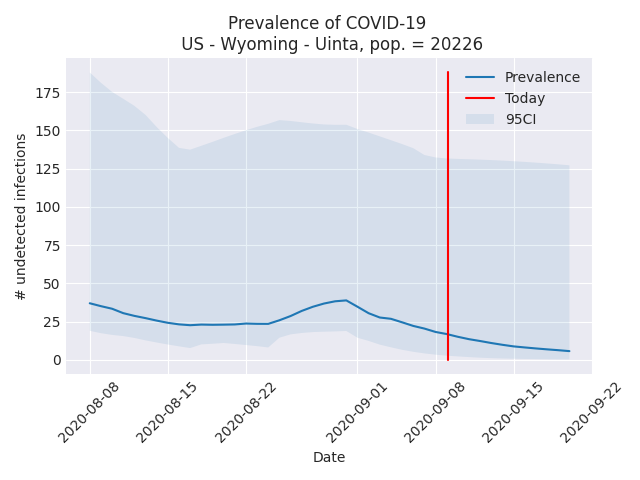 Prevalence of COVID-19
US - Wyoming - Uinta, pop. = 20226
Prevalence
Today
95CI
# undetected infections
175
150
125
100
75
50
25
0
2020-08-08
2020-08-15
2020-08-22
2020-09-01
2020-09-08
2020-09-15
2020-09-22
Date